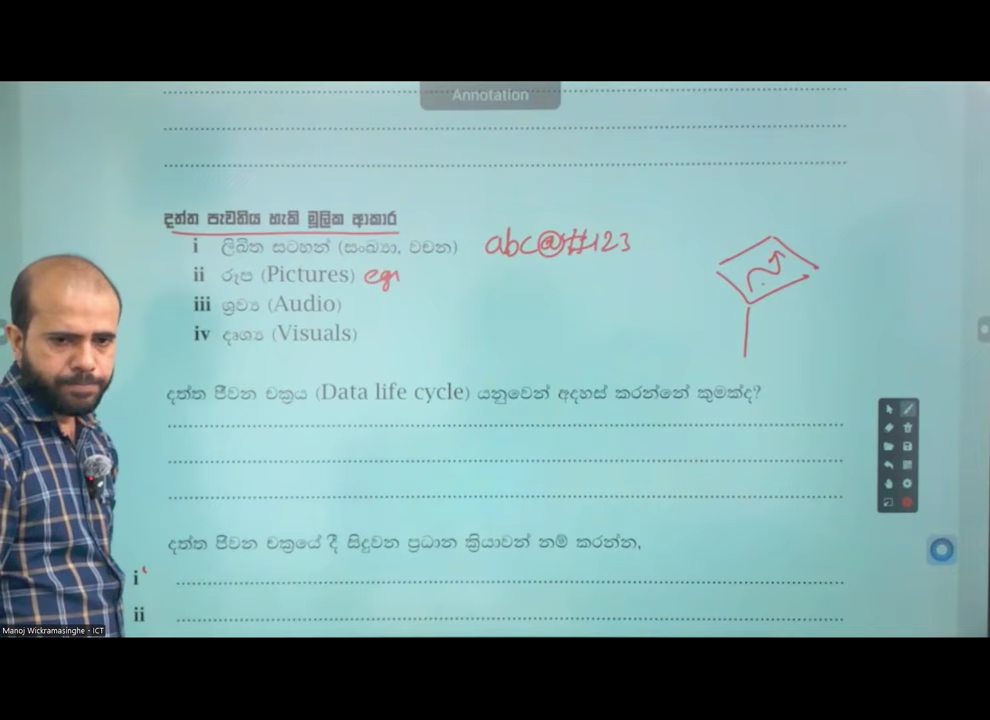 Annotation
දත්ත පැවතිය හැකි මූලික ආකාර
i ලිඛිත සටහන් (සංඛ්‍යා, වචන) abc@#123
ii රූප (Pictures) eg:
iii ශ්‍රව්‍ය (Audio)
iv දෘශ්‍ය (Visuals)
දත්ත ජීවන චක්‍රය (Data life cycle) යනුවෙන් අදහස් කරන්නේ කුමක්ද?
දත්ත ජීවන චක්‍රයේ දී සිදුවන ප්‍රධාන ක්‍රියාවන් නම් කරන්න,
i
ii
Manoj Wickramasinghe - ICT